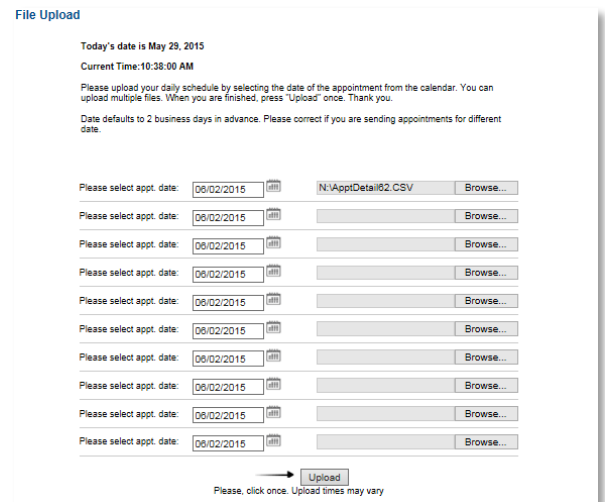 File Upload
Today's date is May 29, 2015
Current Time:10:38:00 AM
Please upload your daily schedule by selecting the date of the appointment from the calendar. You can
upload multiple files. When you are finished, press "Upload" once. Thank you.
Date defaults to 2 business days in advance. Please correct if you are sending appointments for different
date.
Please select appt. date: 06/02/2015 N:\ApptDetail62.CSV Browse...
Please select appt. date: 06/02/2015 Browse...
Please select appt. date: 06/02/2015 Browse...
Please select appt. date: 06/02/2015 Browse...
Please select appt. date: 06/02/2015 Browse...
Please select appt. date: 06/02/2015 Browse...
Please select appt. date: 06/02/2015 Browse...
Please select appt. date: 06/02/2015 Browse...
Please select appt. date: 06/02/2015 Browse...
Please select appt. date: 06/02/2015 Browse...
Upload
Please, click once. Upload times may vary